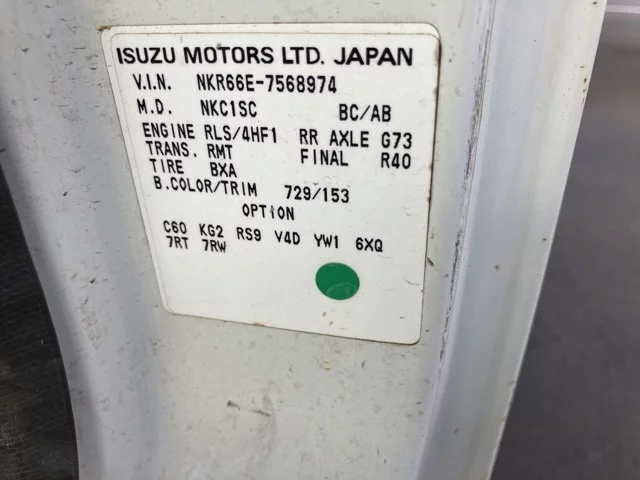 ISUZU MOTORS LTD. JAPAN
V.I.N. NKR66E-7568974
M.D. NKC1SC BC/AB
ENGINE RLS/4HF1 RR AXLE G73
TRANS. RMT FINAL R40
TIRE BXA
B.COLOR/TRIM 729/153
OPTION
C60 KG2 RS9 V4D YW1 6XQ
7RT 7RW